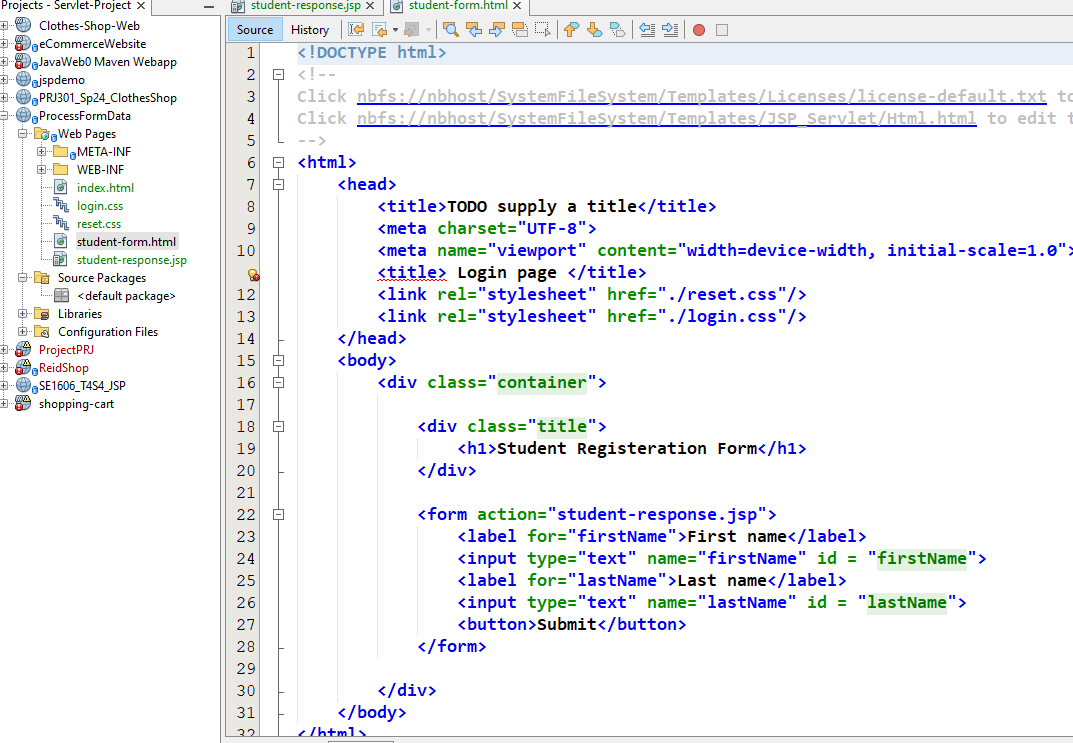 Projects - Servlet-Project
Clothes-Shop-Web
eCommerceWebsite
JavaWeb0 Maven Webapp
jspdemo
PRJ301_Sp24_ClothesShop
ProcessFormData
Web Pages
META-INF
WEB-INF
index.html
login.css
reset.css
student-form.html
student-response.jsp
Source Packages
<default package>
Libraries
Configuration Files
ProjectPRJ
ReidShop
SE1606_T4S4_JSP
shopping-cart
student-response.jsp student-form.html
Source History
1 <!DOCTYPE html>
2 <!--
3 Click nbfs://nbhost/SystemFileSystem/Templates/Licenses/license-default.txt to
4 Click nbfs://nbhost/SystemFileSystem/Templates/JSP_Servlet/Html.html to edit t
5 -->
6 <html>
7 <head>
8 <title>TODO supply a title</title>
9 <meta charset="UTF-8">
10 <meta name="viewport" content="width=device-width, initial-scale=1.0">
<title> Login page </title>
12 <link rel="stylesheet" href="./reset.css"/>
13 <link rel="stylesheet" href="./login.css"/>
14 </head>
15 <body>
16 <div class="container">
17
18 <div class="title">
19 <h1>Student Registeration Form</h1>
20 </div>
21
22 <form action="student-response.jsp">
23 <label for="firstName">First name</label>
24 <input type="text" name="firstName" id = "firstName">
25 <label for="lastName">Last name</label>
26 <input type="text" name="lastName" id = "lastName">
27 <button>Submit</button>
28 </form>
29
30 </div>
31 </body>
32 </html>